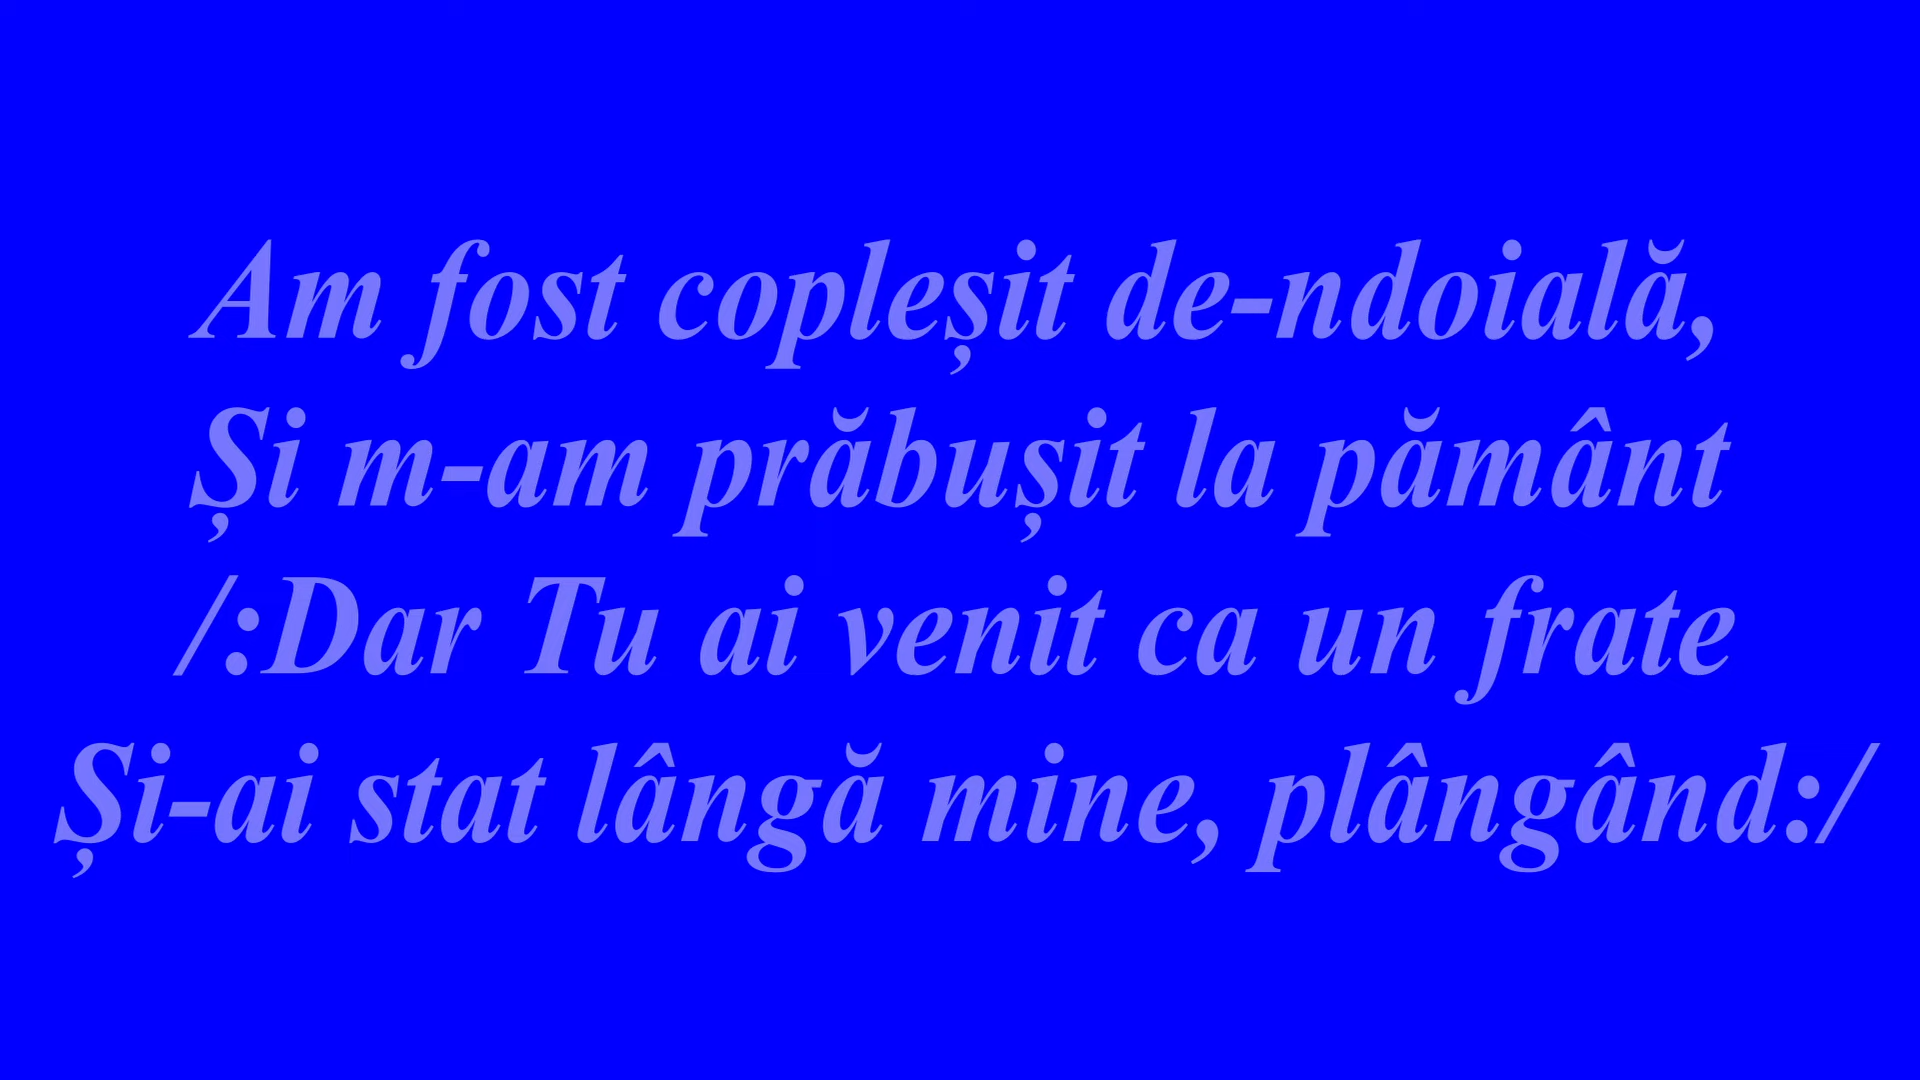 Am fost copleșit de-ndoială,
Și m-am prăbușit la pământ
/:Dar Tu ai venit ca un frate
Și-ai stat lângă mine, plângând:/